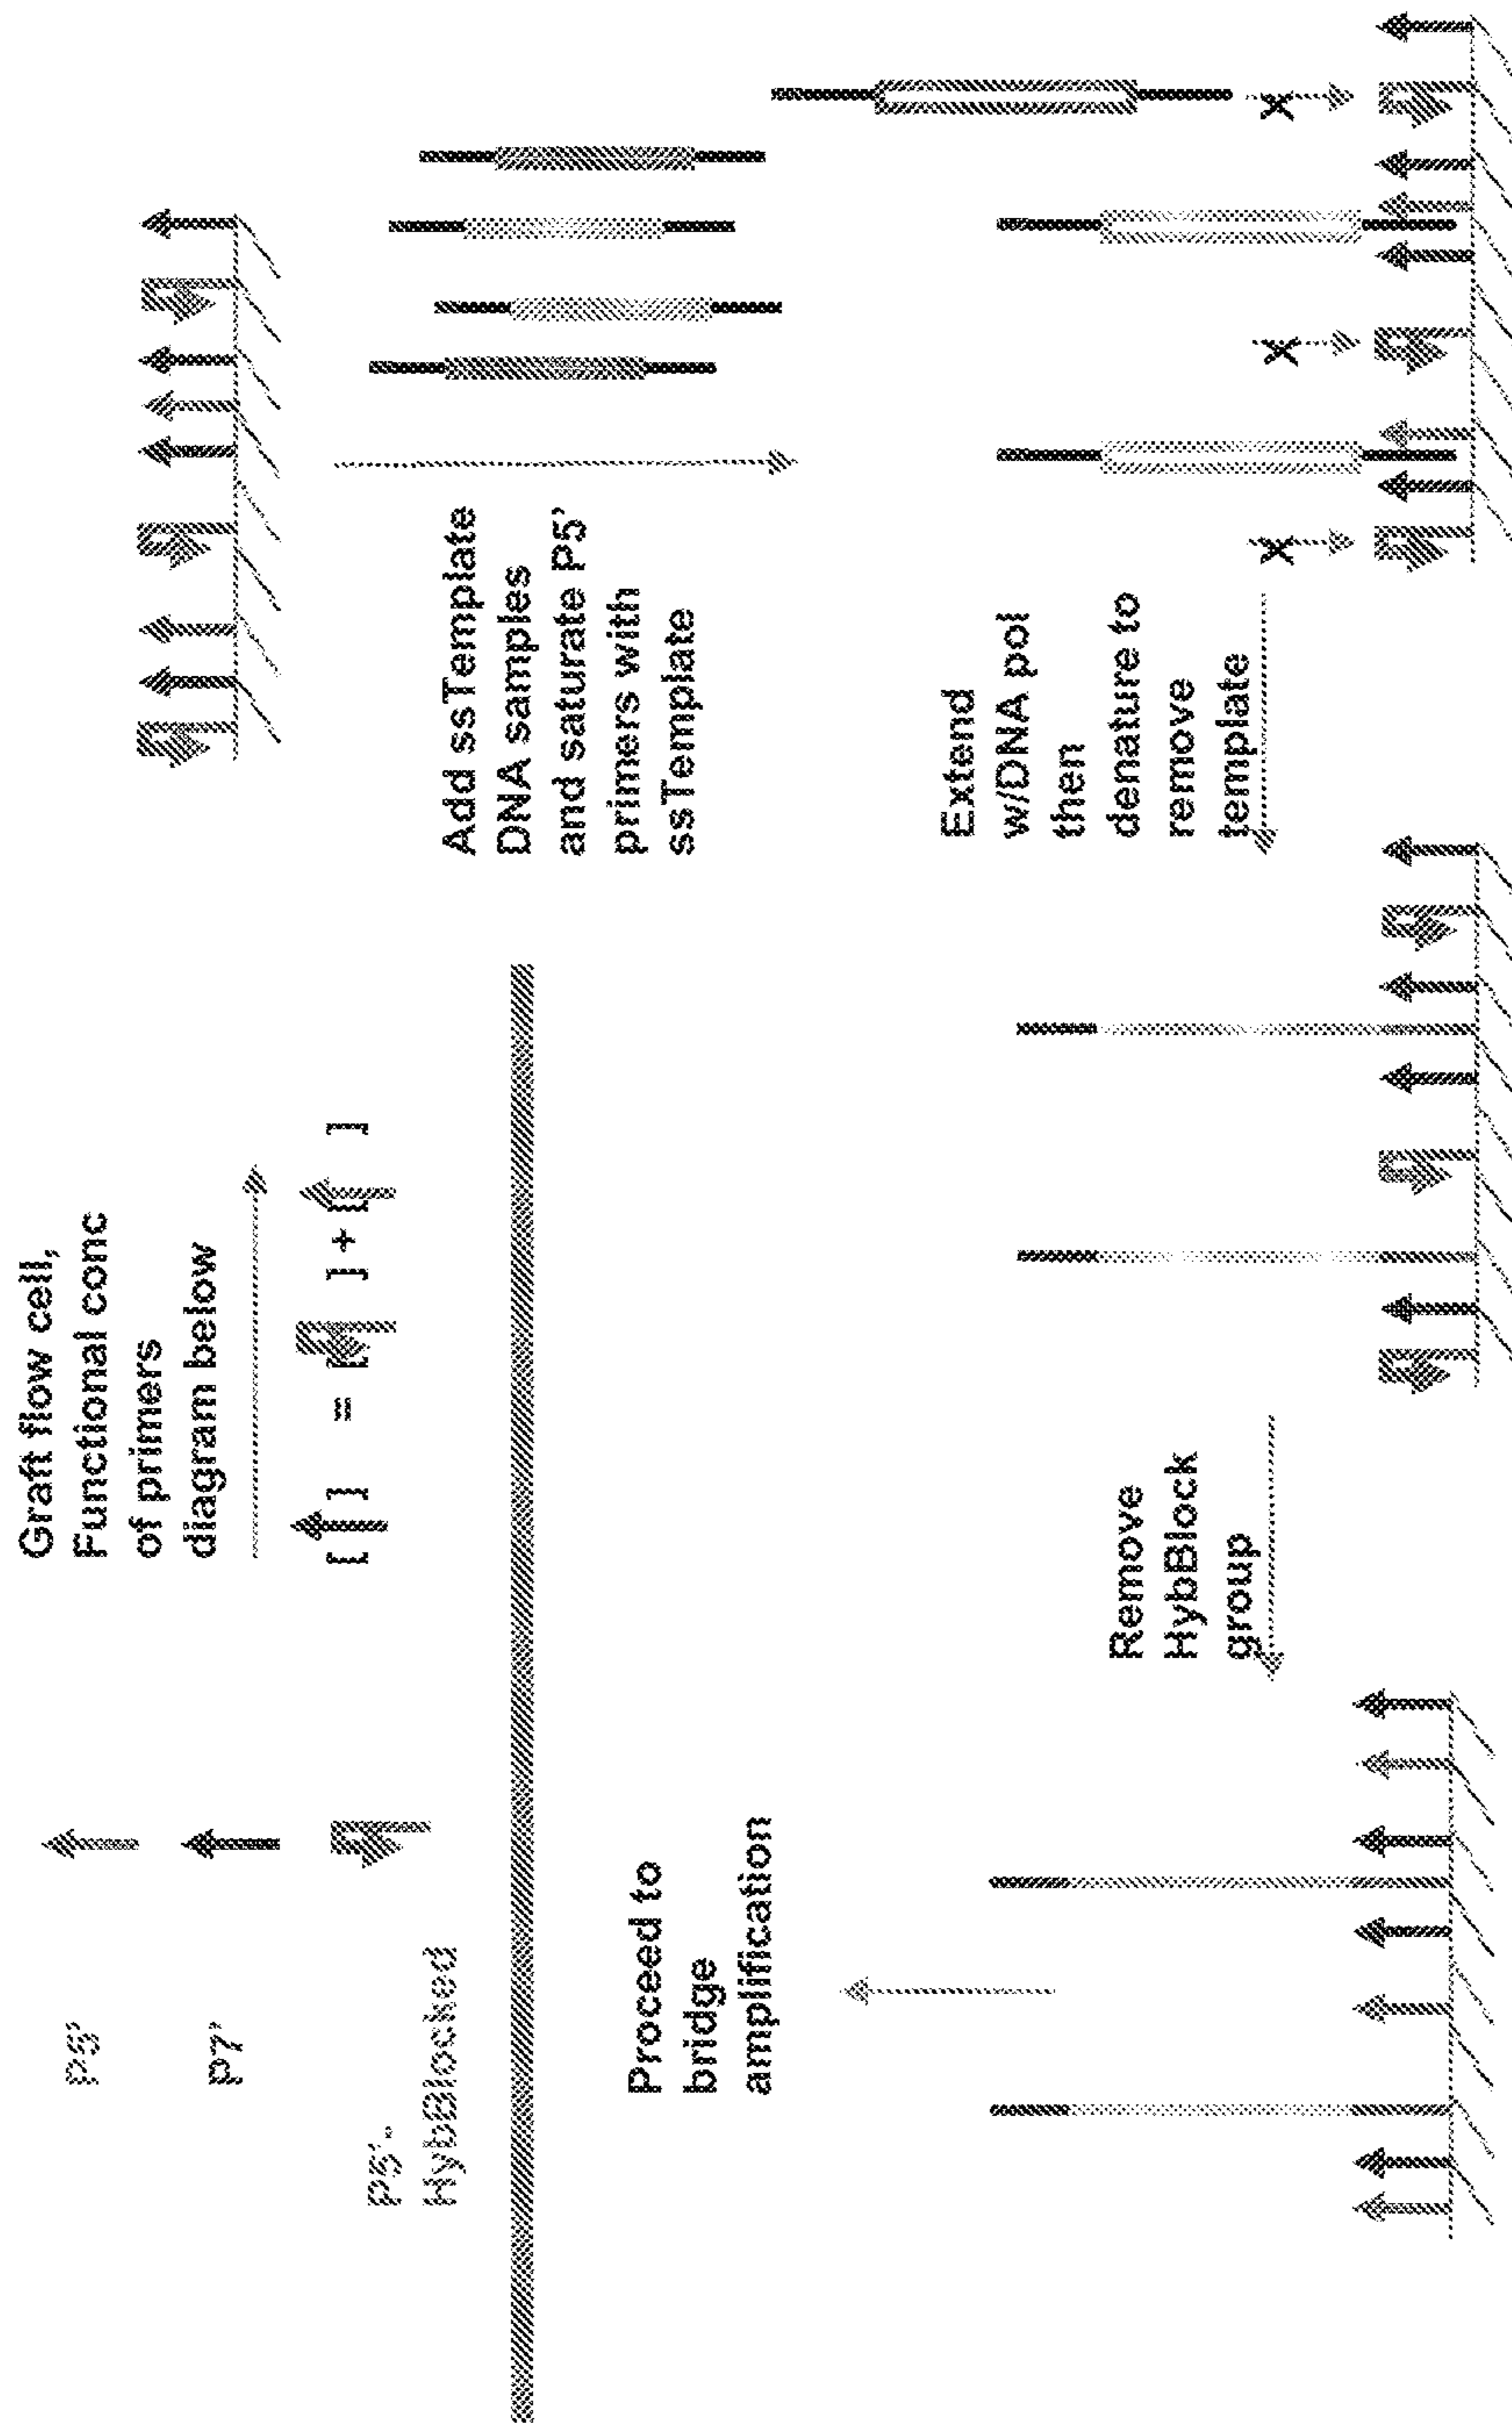 P5'
P7'
P5'-
HybBlocked
Graft flow cell,
Functional conc
of primers
diagram below
[ ] = [ ] + [ ]
Add ssTemplate
DNA samples
and saturate P5'
primers with
ssTemplate
Extend
w/DNA pol
then
denature to
remove
template
X
X
X
Remove
HybBlock
group
Proceed to
bridge
amplification